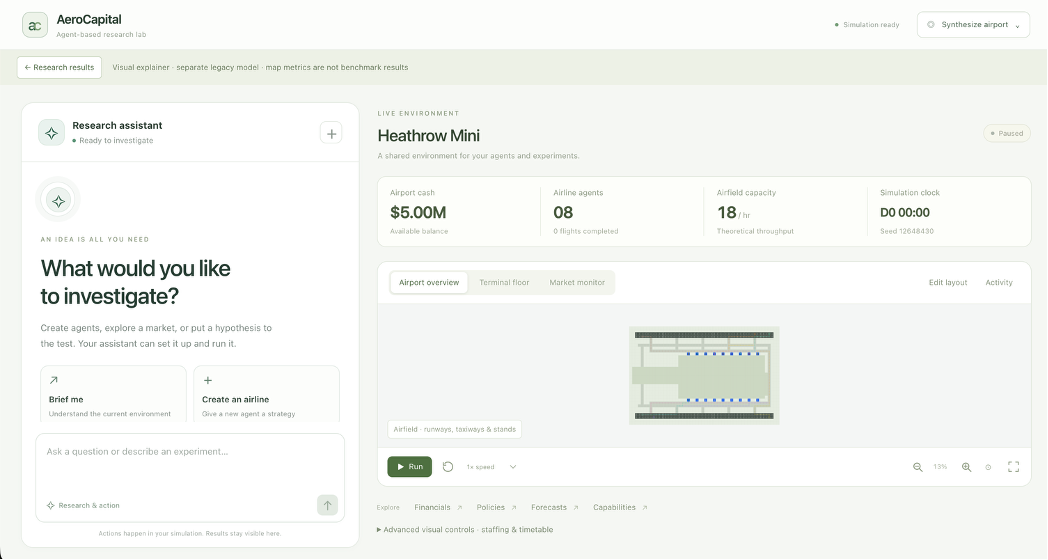 ac
AeroCapital
Agent-based research lab
Simulation ready
Synthesize airport
← Research results
Visual explainer · separate legacy model · map metrics are not benchmark results
Research assistant
Ready to investigate
AN IDEA IS ALL YOU NEED
What would you like
to investigate?
Create agents, explore a market, or put a hypothesis to
the test. Your assistant can set it up and run it.
Brief me
Understand the current environment
Create an airline
Give a new agent a strategy
Ask a question or describe an experiment...
Research & action
Actions happen in your simulation. Results stay visible here.
LIVE ENVIRONMENT
Heathrow Mini
Paused
A shared environment for your agents and experiments.
Airport cash
$5.00M
Available balance
Airline agents
08
0 flights completed
Airfield capacity
18 / hr
Theoretical throughput
Simulation clock
D0 00:00
Seed 12648430
Airport overview
Terminal floor
Market monitor
Edit layout
Activity
Airfield · runways, taxiways & stands
Run
1× speed
13%
Explore
Financials ↗
Policies ↗
Forecasts ↗
Capabilities ↗
Advanced visual controls · staffing & timetable